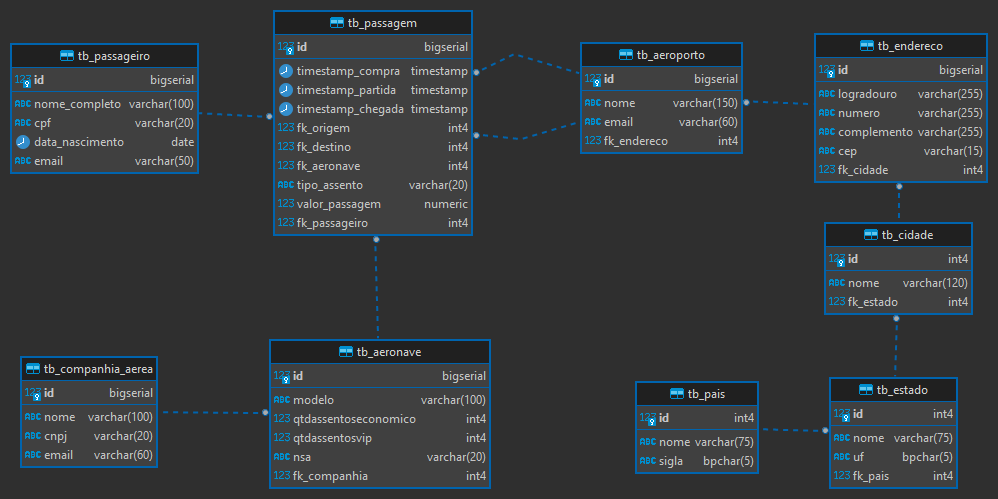 tb_passageiro
123 id bigserial
ABC nome_completo varchar(100)
ABC cpf varchar(20)
data_nascimento date
ABC email varchar(50)
tb_passagem
123 id bigserial
timestamp_compra timestamp
timestamp_partida timestamp
timestamp_chegada timestamp
123 fk_origem int4
123 fk_destino int4
123 fk_aeronave int4
ABC tipo_assento varchar(20)
123 valor_passagem numeric
123 fk_passageiro int4
tb_aeroporto
123 id bigserial
ABC nome varchar(150)
ABC email varchar(60)
123 fk_endereco int4
tb_endereco
123 id bigserial
ABC logradouro varchar(255)
ABC numero varchar(255)
ABC complemento varchar(255)
ABC cep varchar(15)
123 fk_cidade int4
tb_cidade
123 id int4
ABC nome varchar(120)
123 fk_estado int4
tb_companhia_aerea
123 id bigserial
ABC nome varchar(100)
ABC cnpj varchar(20)
ABC email varchar(60)
tb_aeronave
123 id bigserial
ABC modelo varchar(100)
123 qtdassentoseconomico int4
123 qtdassentosvip int4
ABC nsa varchar(20)
123 fk_companhia int4
tb_pais
123 id int4
ABC nome varchar(75)
ABC sigla bpchar(5)
tb_estado
123 id int4
ABC nome varchar(75)
ABC uf bpchar(5)
123 fk_pais int4